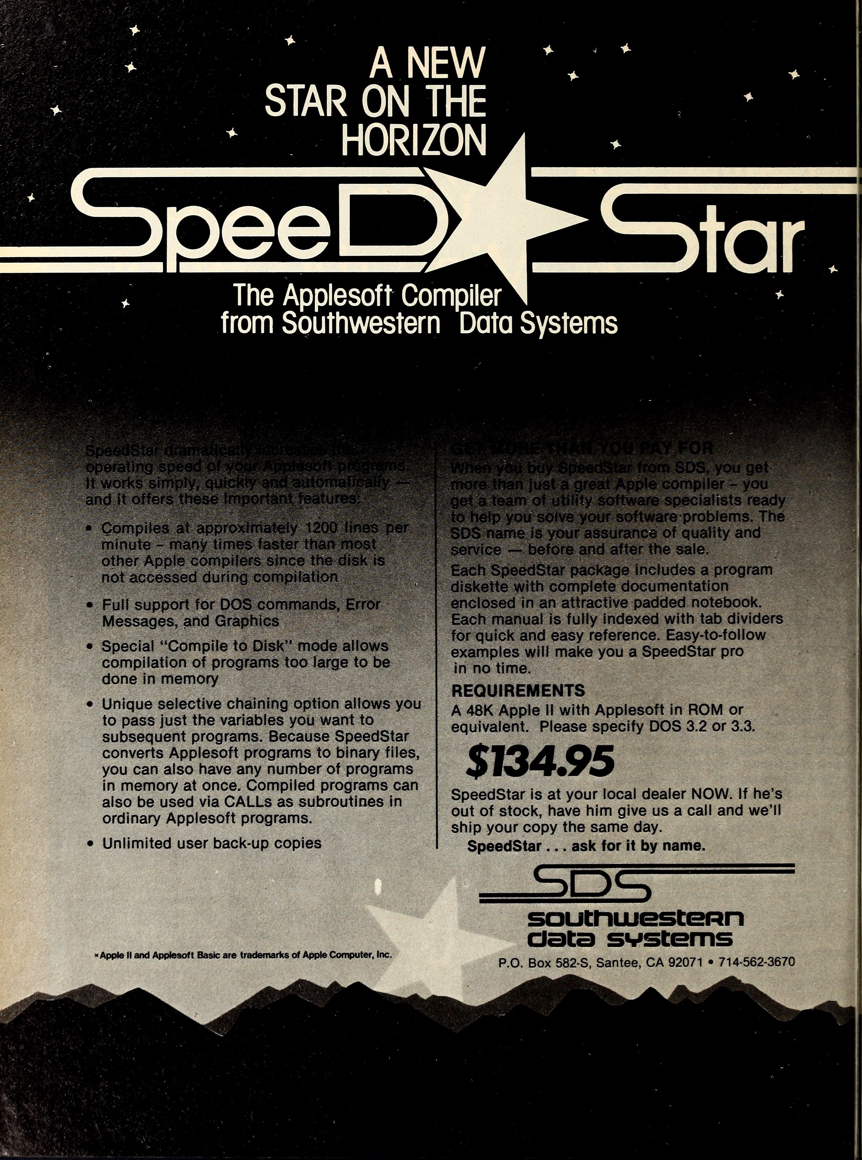 A NEW
STAR ON THE
HORIZON
SpeeD Star
The Applesoft Compiler
from Southwestern Data Systems
SpeedStar dramatically increases the
operating speed of your Applesoft programs.
It works simply, quickly and automatically —
and it offers these important features:
• Compiles at approximately 1200 lines per
minute – many times faster than most
other Apple compilers since the disk is
not accessed during compilation
• Full support for DOS commands, Error
Messages, and Graphics
• Special "Compile to Disk" mode allows
compilation of programs too large to be
done in memory
• Unique selective chaining option allows you
to pass just the variables you want to
subsequent programs. Because SpeedStar
converts Applesoft programs to binary files,
you can also have any number of programs
in memory at once. Compiled programs can
also be used via CALLs as subroutines in
ordinary Applesoft programs.
• Unlimited user back-up copies
GET MORE THAN YOU PAY FOR
When you buy SpeedStar from SDS, you get
more than just a great Apple compiler – you
get a team of utility software specialists ready
to help you solve your software problems. The
SDS name is your assurance of quality and
service — before and after the sale.
Each SpeedStar package includes a program
diskette with complete documentation
enclosed in an attractive padded notebook.
Each manual is fully indexed with tab dividers
for quick and easy reference. Easy-to-follow
examples will make you a SpeedStar pro
in no time.
REQUIREMENTS
A 48K Apple II with Applesoft in ROM or
equivalent. Please specify DOS 3.2 or 3.3.
$134.95
SpeedStar is at your local dealer NOW. If he's
out of stock, have him give us a call and we'll
ship your copy the same day.
SpeedStar . . . ask for it by name.
SDS
southwestern
data systems
P.O. Box 582-S, Santee, CA 92071 • 714-562-3670
*Apple II and Applesoft Basic are trademarks of Apple Computer, Inc.